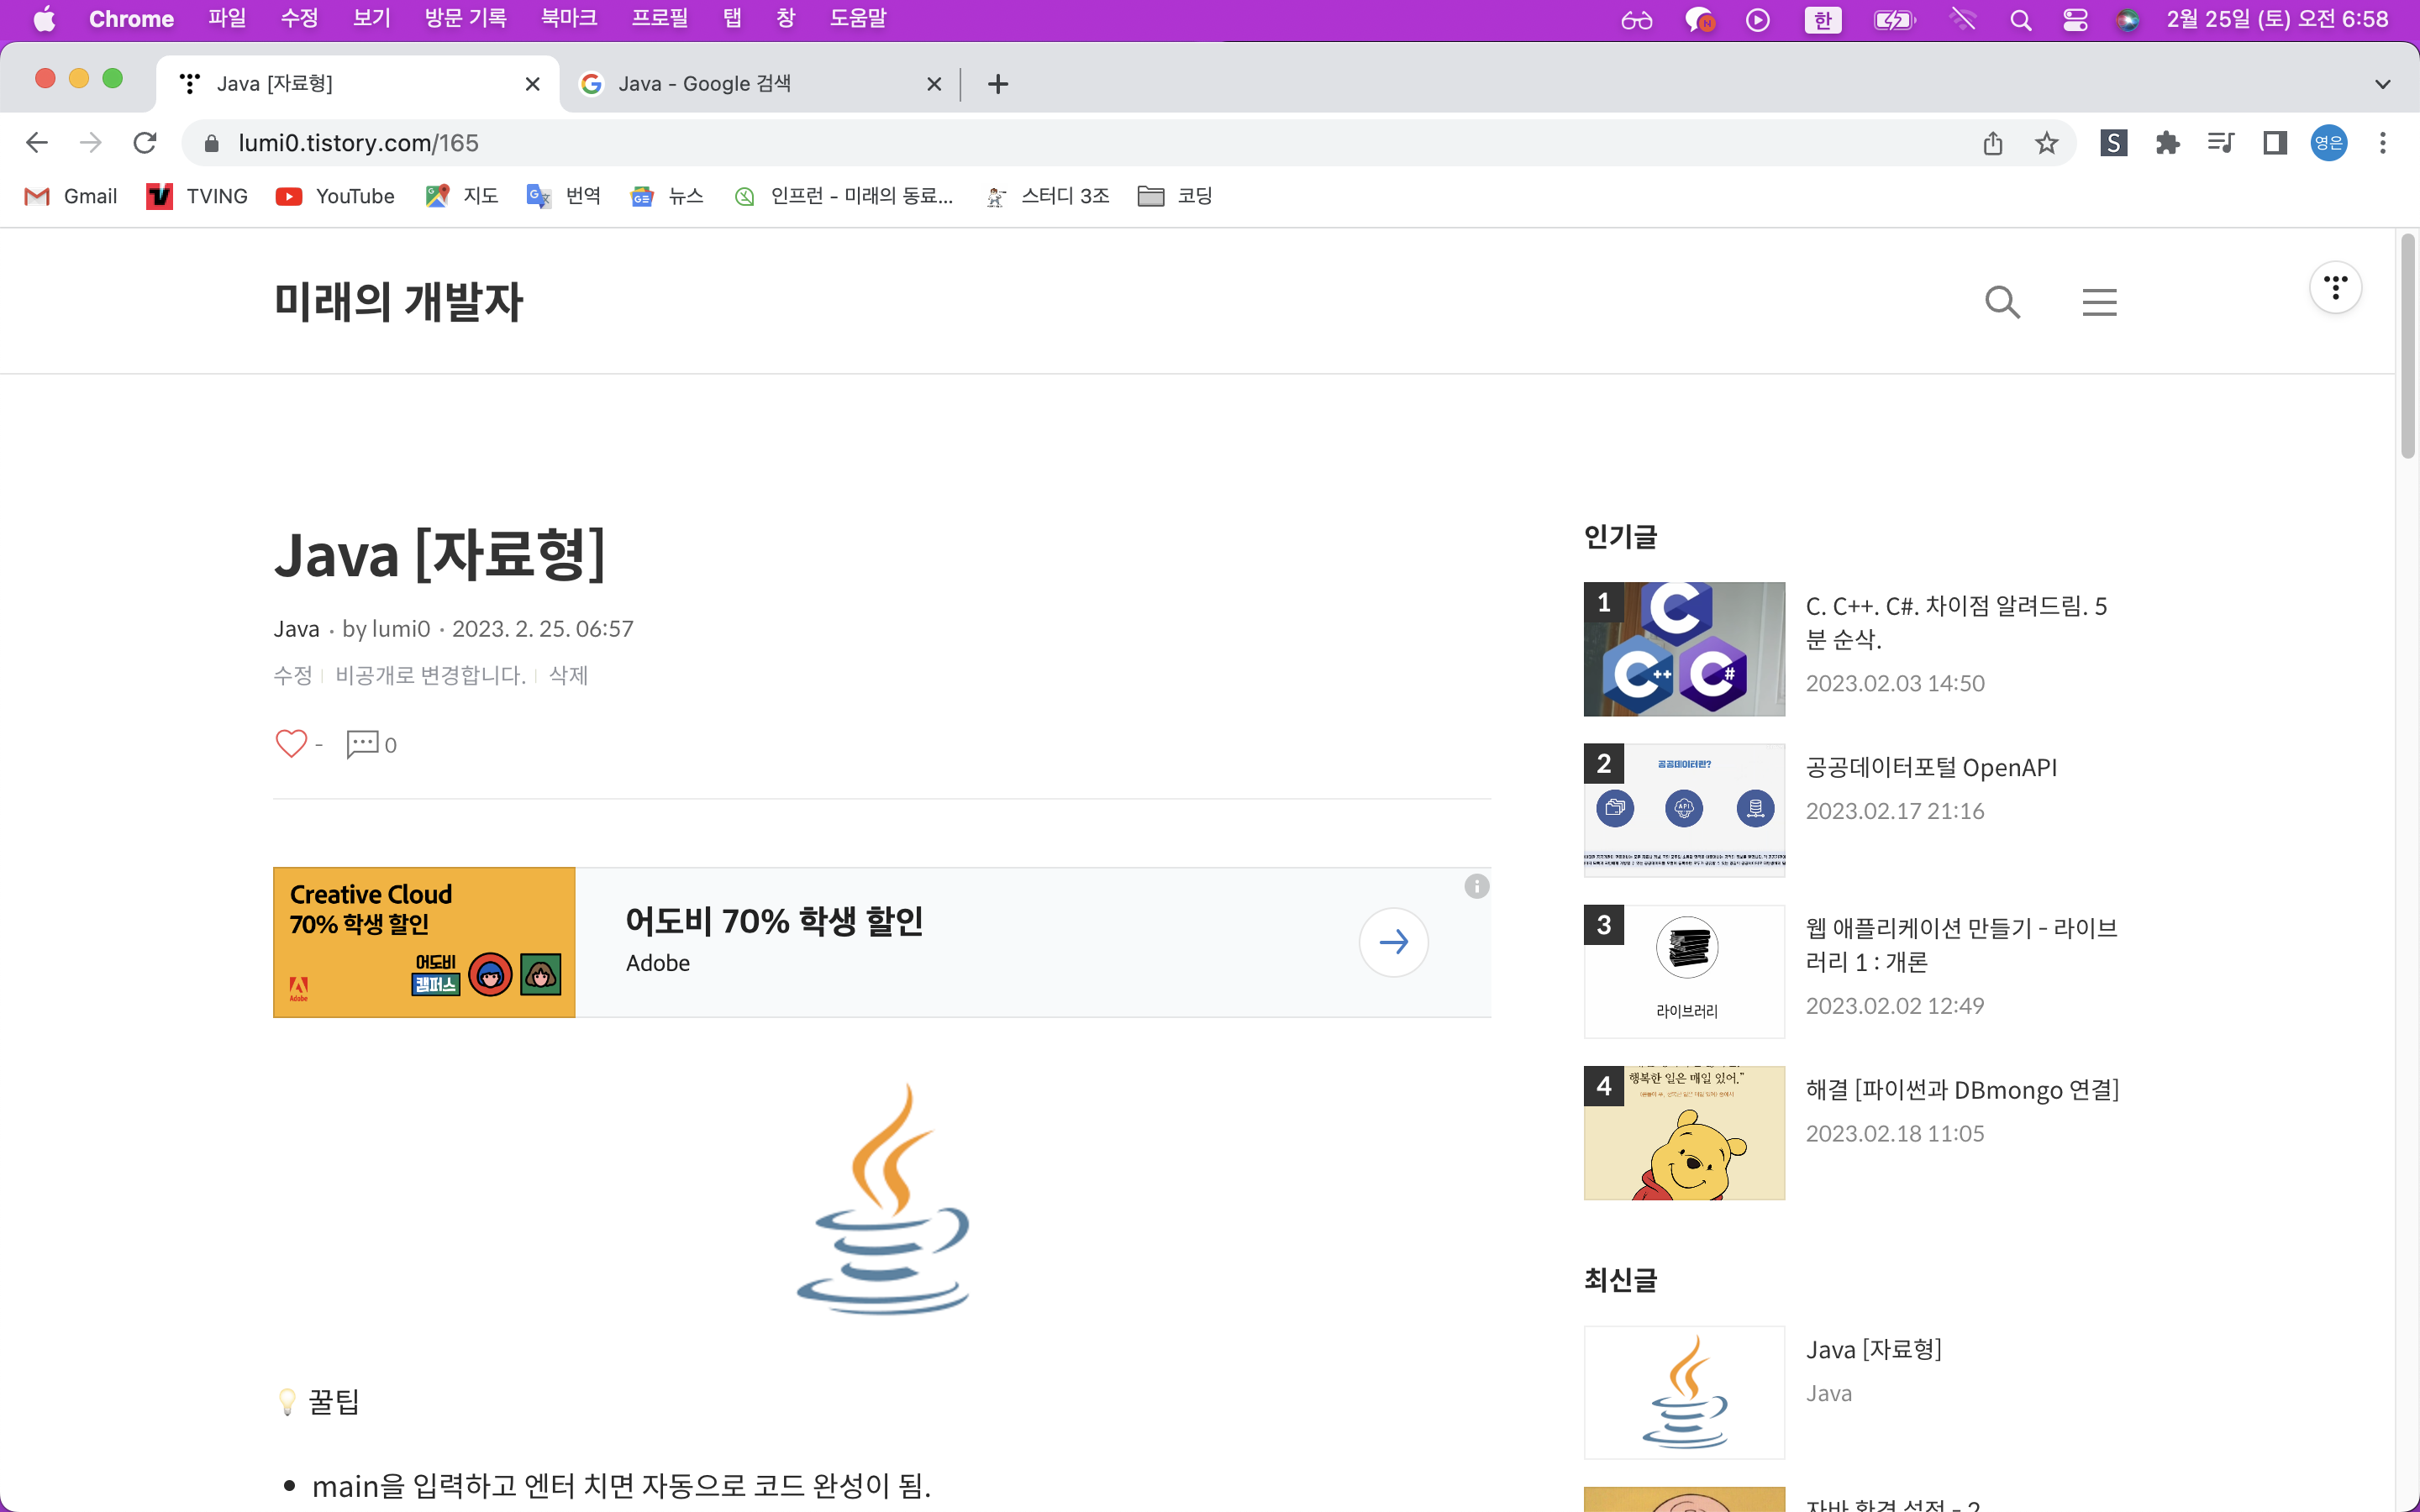 Chrome 파일 수정 보기 방문 기록 북마크 프로필 탭 창 도움말 한 2월 25일 (토) 오전 6:58
Java [자료형] Java - Google 검색
lumi0.tistory.com/165 S 영은
Gmail TVING YouTube 지도 번역 뉴스 인프런 - 미래의 동료... 스터디 3조 코딩
미래의 개발자
Java [자료형]
Java · by lumi0 · 2023. 2. 25. 06:57
수정 비공개로 변경합니다. 삭제
- 0
Creative Cloud
70% 학생 할인
어도비
캠퍼스
Adobe
어도비 70% 학생 할인
Adobe
💡 꿀팁
• main을 입력하고 엔터 치면 자동으로 코드 완성이 됨.
인기글
1
C. C++. C#. 차이점 알려드림. 5
분 순삭.
2023.02.03 14:50
2
공공데이터란?
API
공공데이터포털 OpenAPI
2023.02.17 21:16
3
라이브러리
웹 애플리케이션 만들기 - 라이브
러리 1 : 개론
2023.02.02 12:49
4
행복한 일은 매일 있어.”
해결 [파이썬과 DBmongo 연결]
2023.02.18 11:05
최신글
Java [자료형]
Java
자바 환경 설정 - 2